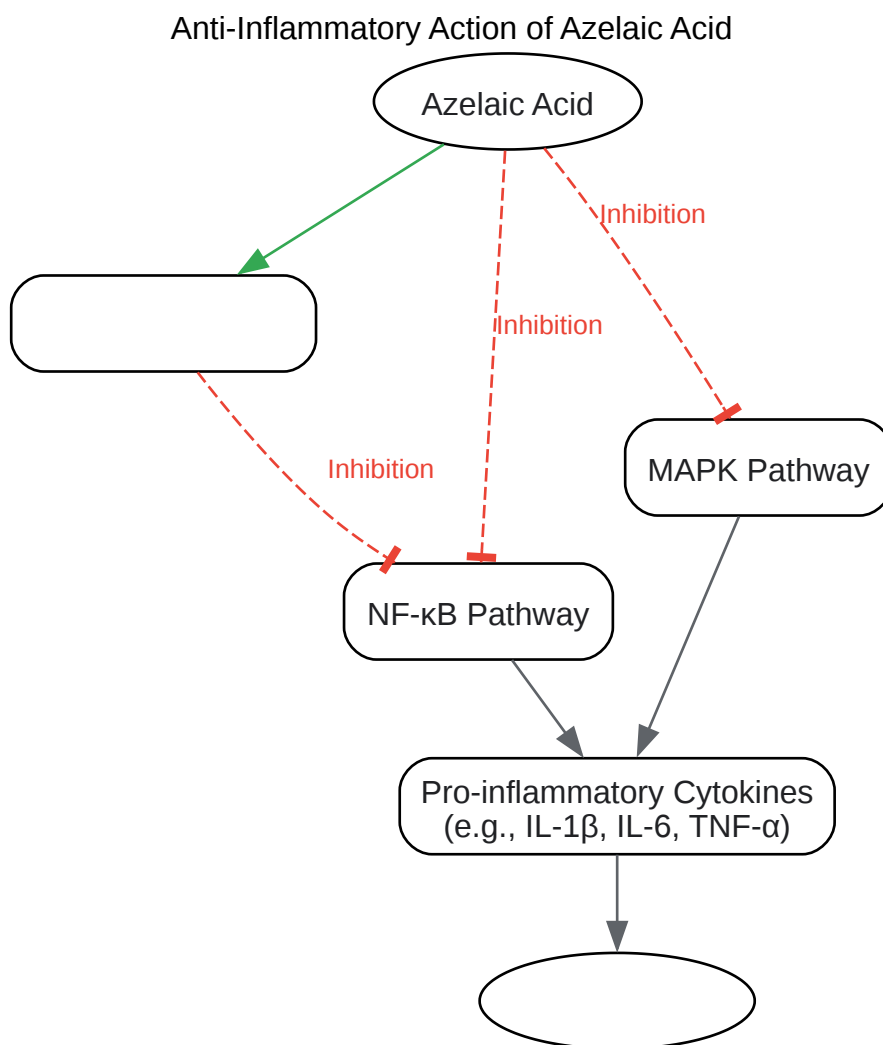 Anti-Inflammatory Action of Azelaic Acid
Azelaic Acid
Inhibition
Inhibition
Inhibition
MAPK Pathway
NF-κB Pathway
Pro-inflammatory Cytokines
(e.g., IL-1β, IL-6, TNF-α)